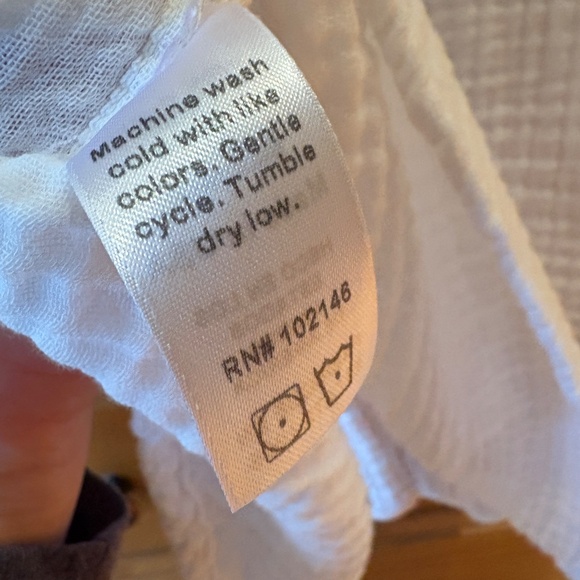 Machine wash
cold with like
colors. Gentle
cycle. Tumble
dry low.
RN# 102146